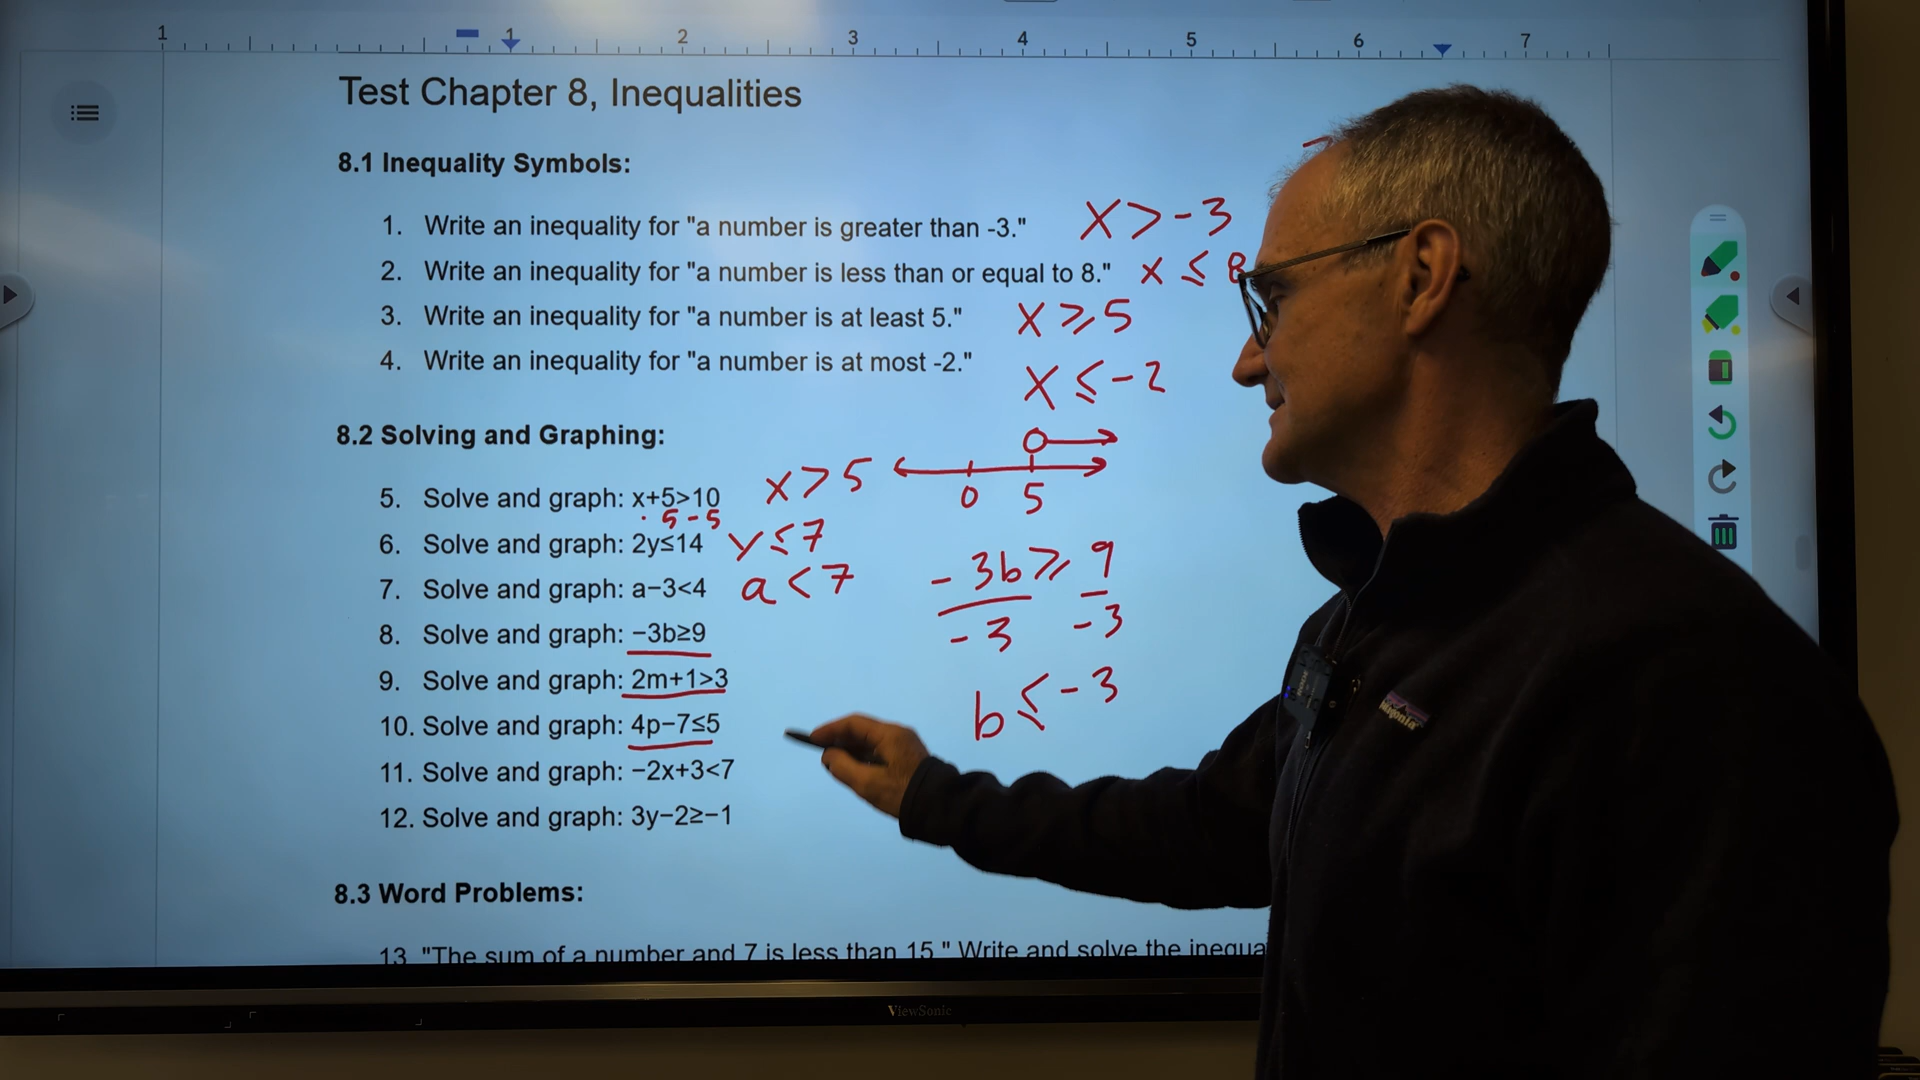 1 1 2 3 4 5 6 7
Test Chapter 8, Inequalities
8.1 Inequality Symbols:
1. Write an inequality for "a number is greater than -3." x > -3
2. Write an inequality for "a number is less than or equal to 8." x ≤ 8
3. Write an inequality for "a number is at least 5." x ≥ 5
4. Write an inequality for "a number is at most -2."
x ≤ -2
8.2 Solving and Graphing:
5. Solve and graph: x+5>10 x > 5
0 5
5 -5
6. Solve and graph: 2y≤14 y ≤ 7
7. Solve and graph: a−3<4 a < 7
-3b ≥ 9
-3 -3
8. Solve and graph: −3b≥9
9. Solve and graph: 2m+1>3
b ≤ -3
10. Solve and graph: 4p−7≤5
11. Solve and graph: −2x+3<7
12. Solve and graph: 3y−2≥−1
8.3 Word Problems:
13. "The sum of a number and 7 is less than 15." Write and solve the inequa
ViewSonic
patagonia